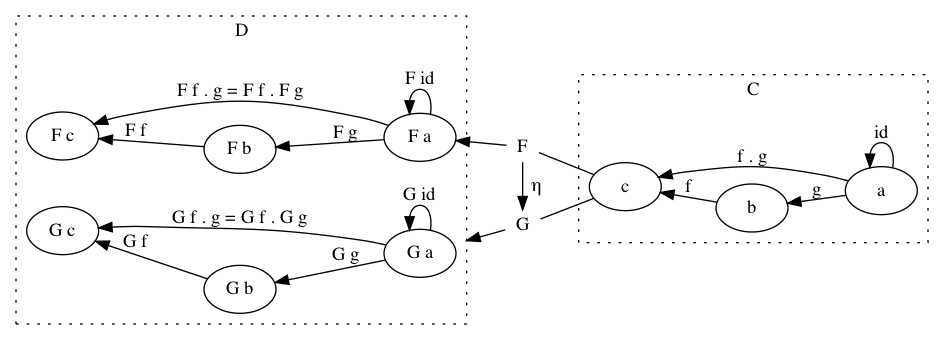 D
C
F id
F f . g = F f . F g
F c
F f
F b
F g
F a
F
η
G
id
f . g
c
f
b
g
a
G id
G f . g = G f . G g
G c
G f
G b
G g
G a